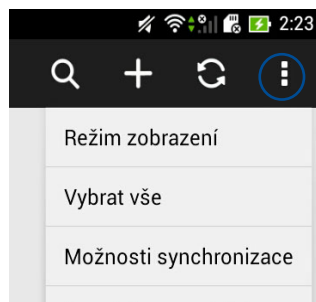 2:23
Režim zobrazení
Vybrat vše
Možnosti synchronizace